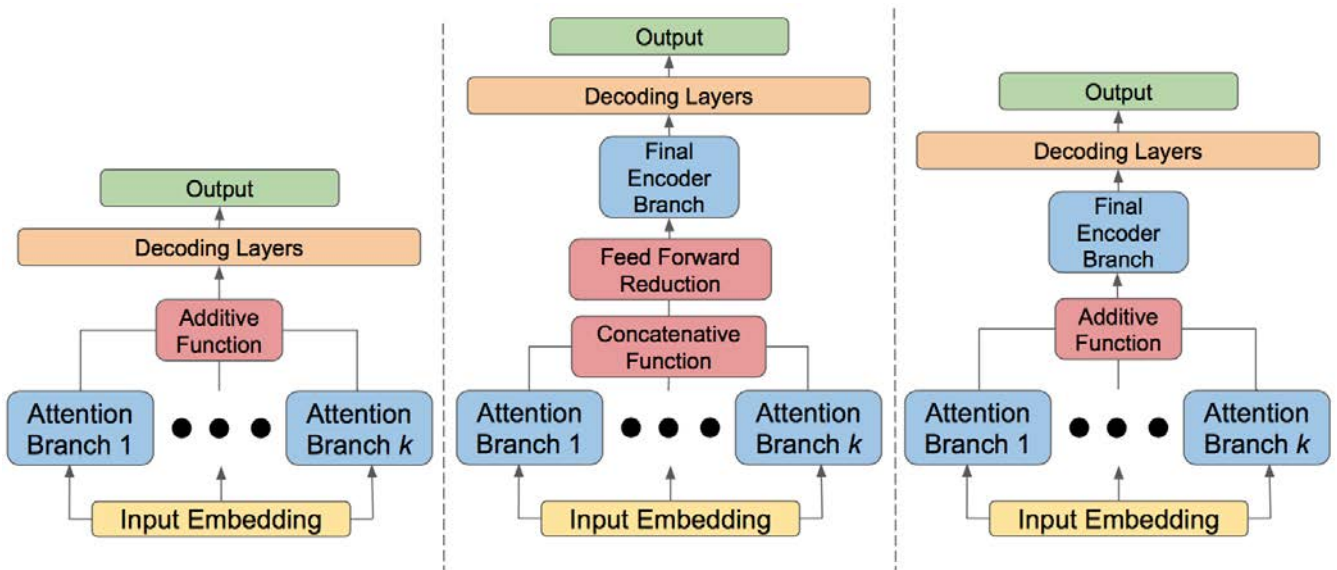 Output
Decoding Layers
Additive
Function
Attention
Branch 1
Attention
Branch k
Input Embedding
Output
Decoding Layers
Final
Encoder
Branch
Feed Forward
Reduction
Concatenative
Function
Attention
Branch 1
Attention
Branch k
Input Embedding
Output
Decoding Layers
Final
Encoder
Branch
Additive
Function
Attention
Branch 1
Attention
Branch k
Input Embedding